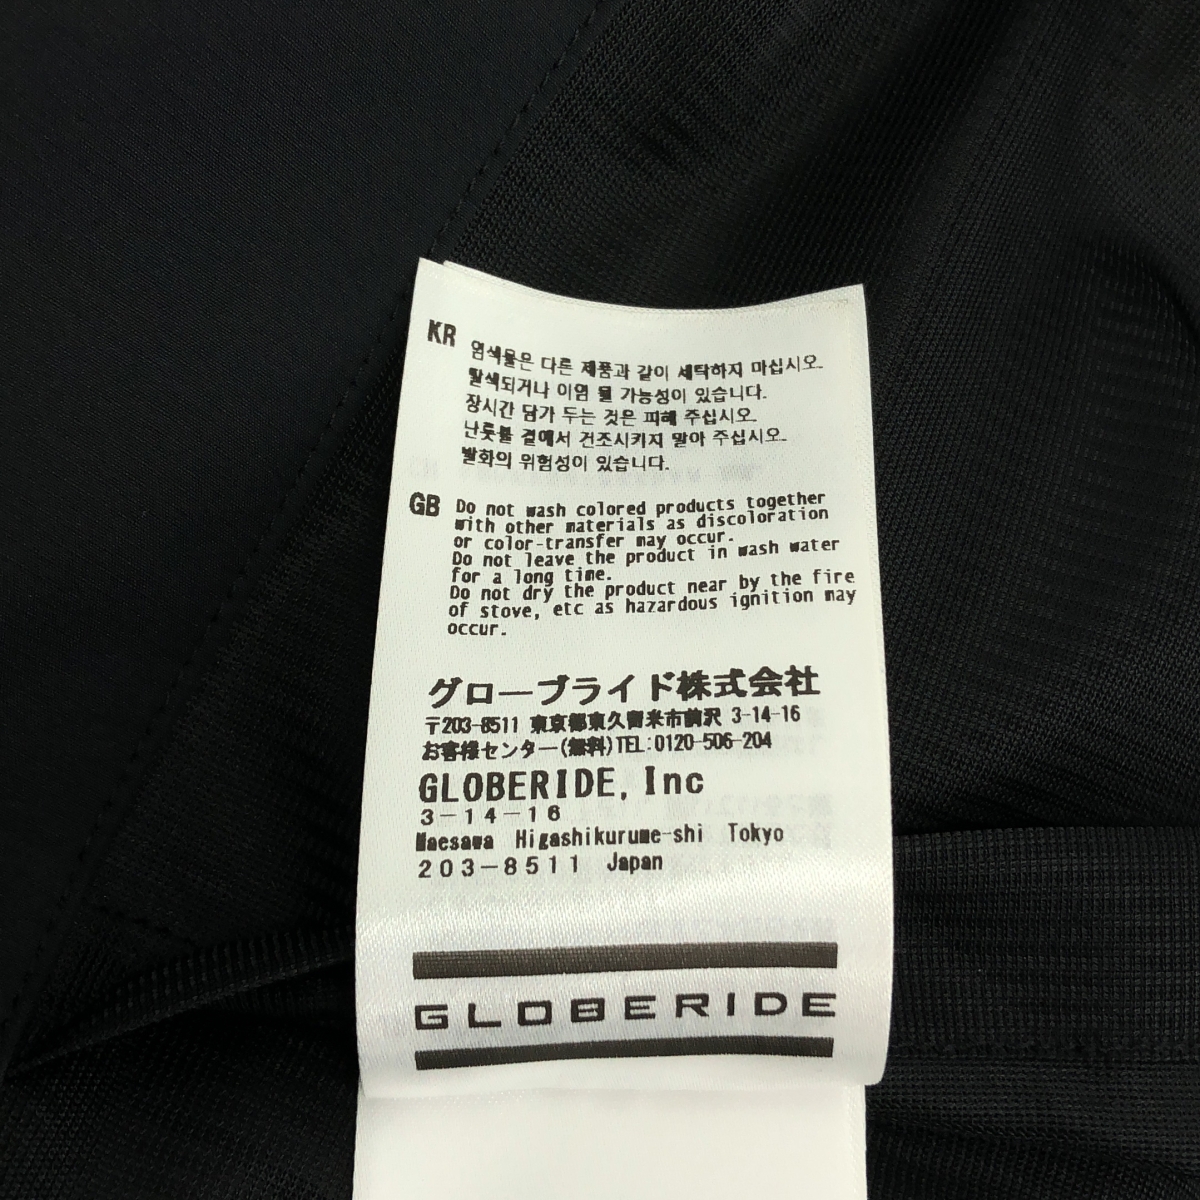 KR 염색물은 다른 제품과 같이 세탁하지 마십시오.
탈색되거나 이염 될 가능성이 있습니다.
장시간 담가 두는 것은 피해 주십시오.
난롯불 곁에서 건조시키지 말아 주십시오.
발화의 위험성이 있습니다.
GB Do not wash colored products together
with other materials as discoloration
or color-transfer may occur.
Do not leave the product in wash water
for a long time.
Do not dry the product near by the fire
of stove, etc as hazardous ignition may
occur.
グローブライド株式会社
〒203-8511 東京都東久留米市前沢 3-14-16
お客様センター(無料)TEL:0120-506-204
GLOBERIDE, Inc
3-14-16
Maesawa Higashikurume-shi Tokyo
203-8511 Japan
GLOBERIDE